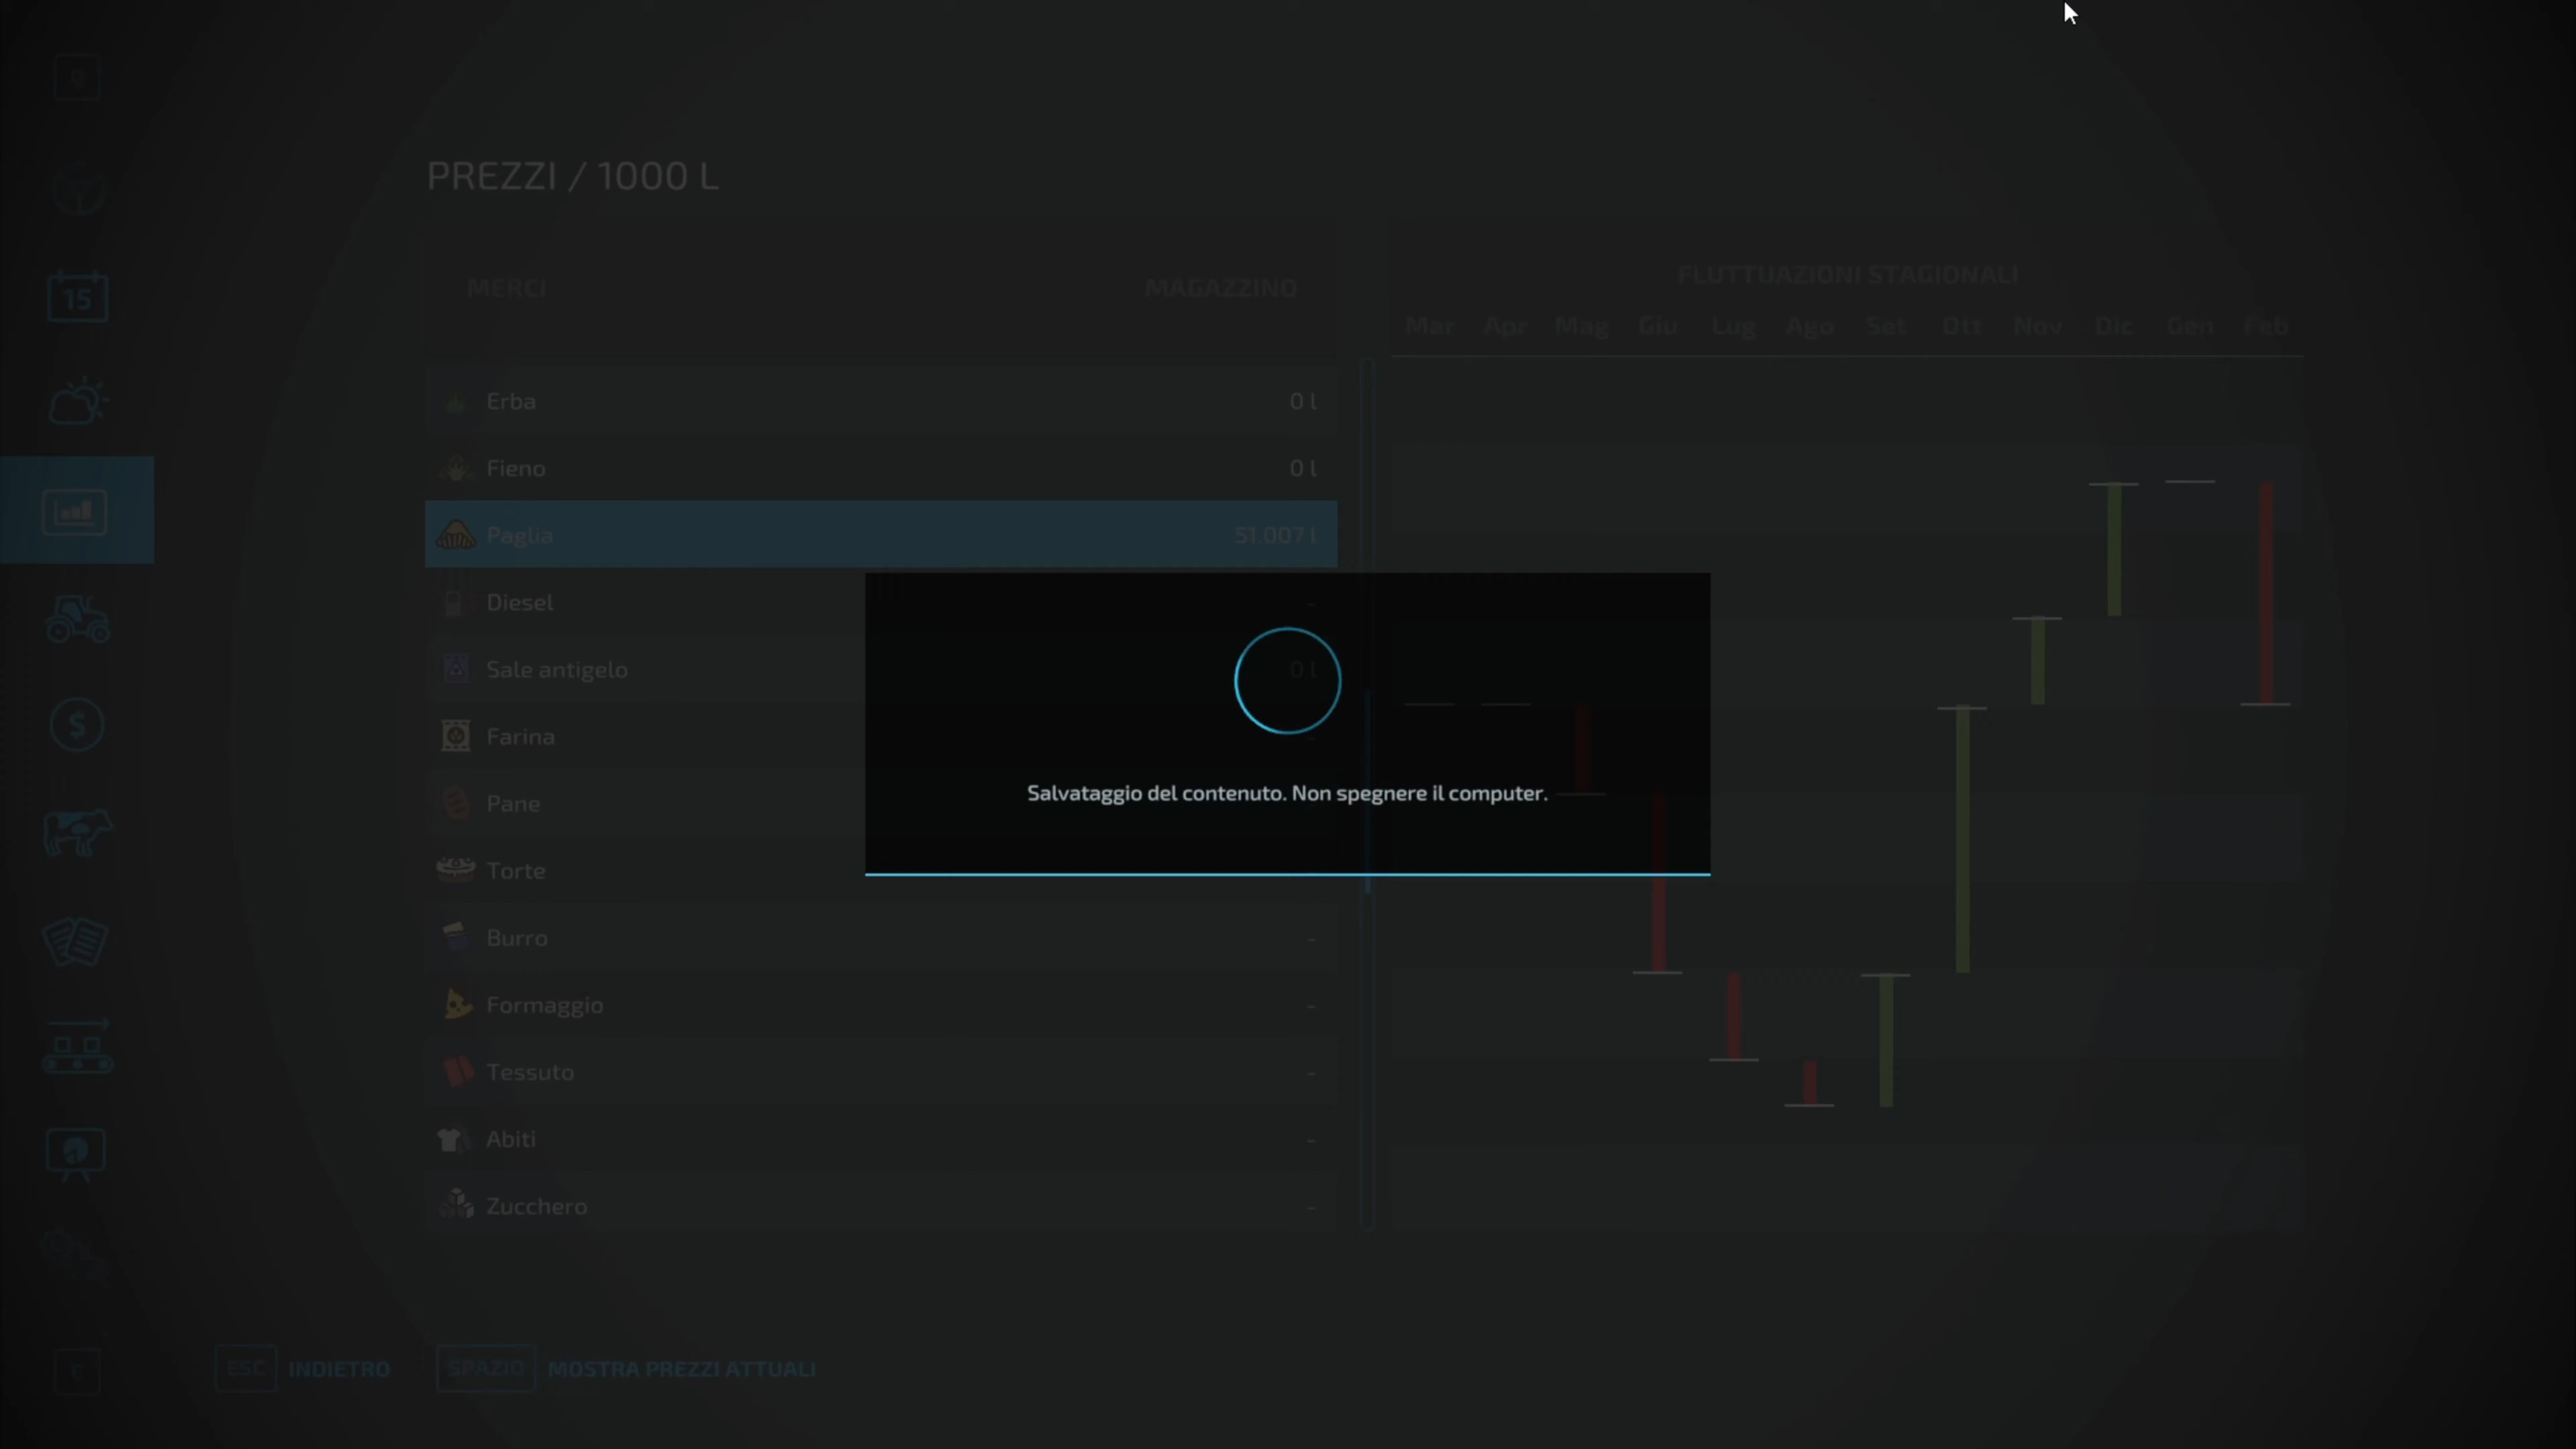 Q
PREZZI / 1000 L
MERCI MAGAZZINO
FLUTTUAZIONI STAGIONALI
Mar Apr Mag Giu Lug Ago Set Ott Nov Dic Gen Feb
15
Erba 0 l
Fieno 0 l
Paglia 51.007 l
Diesel -
Sale antigelo 0 l
Farina -
Pane
Torte
Burro -
Formaggio -
Tessuto -
Abiti -
Zucchero -
$
Salvataggio del contenuto. Non spegnere il computer.
E
ESC INDIETRO SPAZIO MOSTRA PREZZI ATTUALI